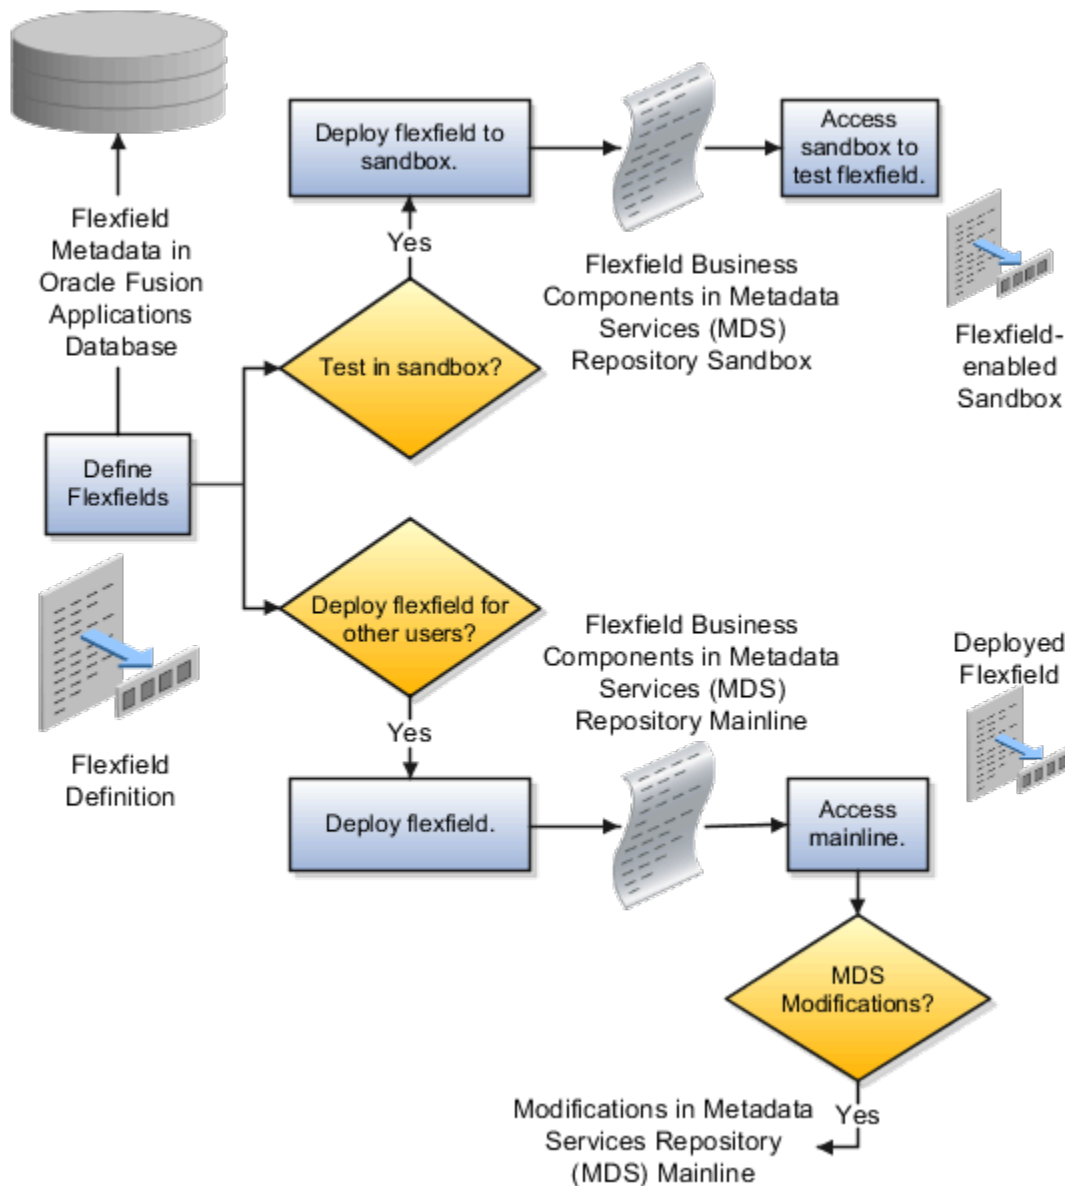 Deploy flexfield to
sandbox.
Access
sandbox to
test flexfield.
Flexfield
Metadata in
Oracle Fusion
Applications
Database
Yes
Flexfield Business
Components in Metadata
Services (MDS)
Repository Sandbox
Flexfield-
enabled
Sandbox
Test in sandbox?
Define
Flexfields
Deploy flexfield for
other users?
Flexfield Business
Components in Metadata
Services (MDS)
Repository Mainline
Deployed
Flexfield
Yes
Flexfield
Definition
Deploy flexfield.
Access
mainline.
MDS
Modifications?
Yes
Modifications in Metadata
Services Repository
(MDS) Mainline